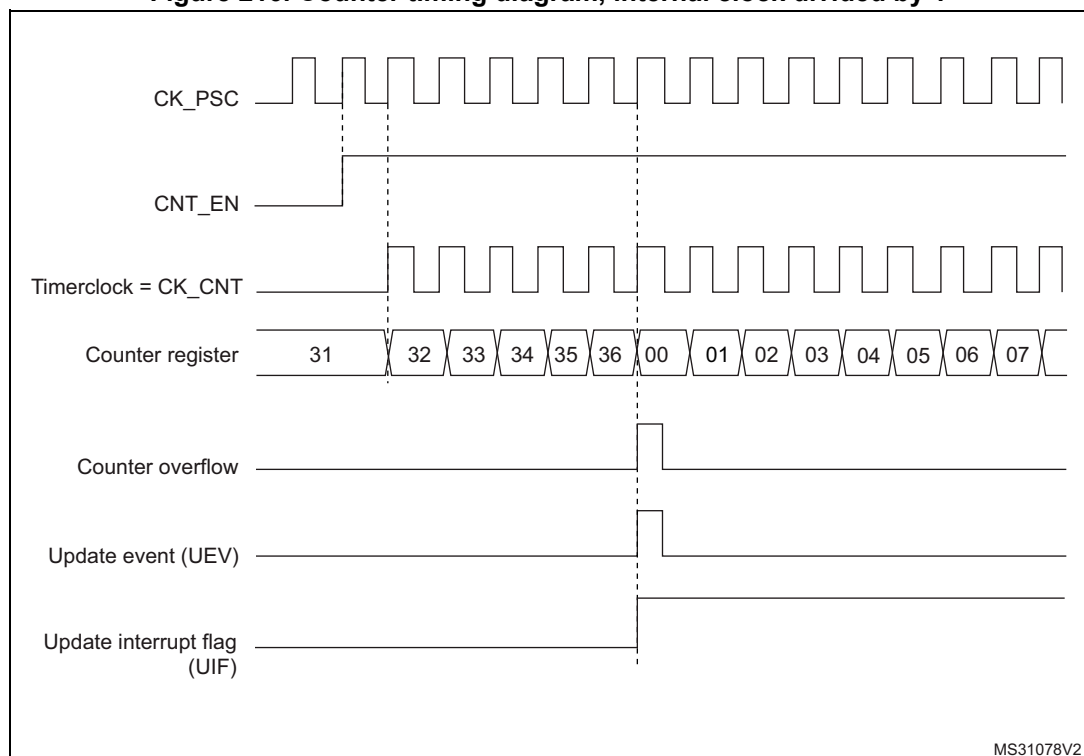 CK_PSC
CNT_EN
Timerclock = CK_CNT
Counter register 31 32 33 34 35 36 00 01 02 03 04 05 06 07
Counter overflow
Update event (UEV)
Update interrupt flag
(UIF)
MS31078V2